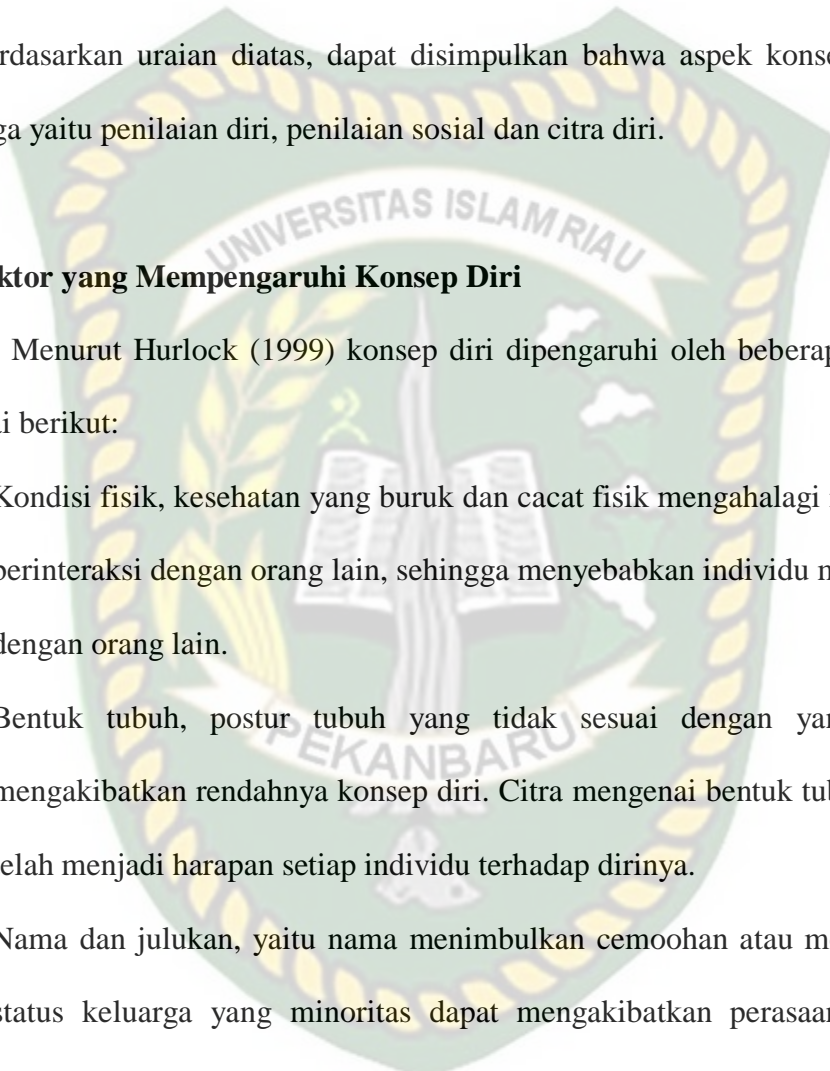 rdasarkan uraian diatas, dapat disimpulkan bahwa aspek konse
ga yaitu penilaian diri, penilaian sosial dan citra diri.
UNIVERSITAS ISLAM RIAU
ktor yang Mempengaruhi Konsep Diri
Menurut Hurlock (1999) konsep diri dipengaruhi oleh beberap
ai berikut:
Kondisi fisik, kesehatan yang buruk dan cacat fisik mengahalagi
berinteraksi dengan orang lain, sehingga menyebabkan individu m
dengan orang lain.
Bentuk tubuh, postur tubuh yang tidak sesuai dengan yan
PEKANBARU
mengakibatkan rendahnya konsep diri. Citra mengenai bentuk tub
telah menjadi harapan setiap individu terhadap dirinya.
Nama dan julukan, yaitu nama menimbulkan cemoohan atau me
status keluarga yang minoritas dapat mengakibatkan perasaan